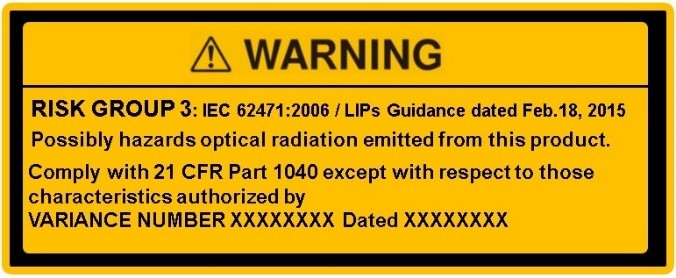 WARNING
RISK GROUP 3: IEC 62471:2006 / LIPs Guidance dated Feb.18, 2015
Possibly hazards optical radiation emitted from this product.
Comply with 21 CFR Part 1040 except with respect to those
characteristics authorized by
VARIANCE NUMBER XXXXXXXX Dated XXXXXXXX